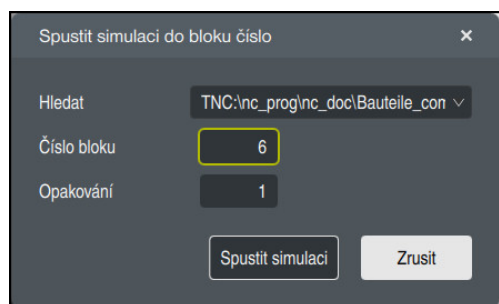 Spustit simulaci do bloku číslo
Hledat TNC:\nc_prog\nc_doc\Bauteile_con
Číslo bloku 6
Opakování 1
Spustit simulaci Zrusit